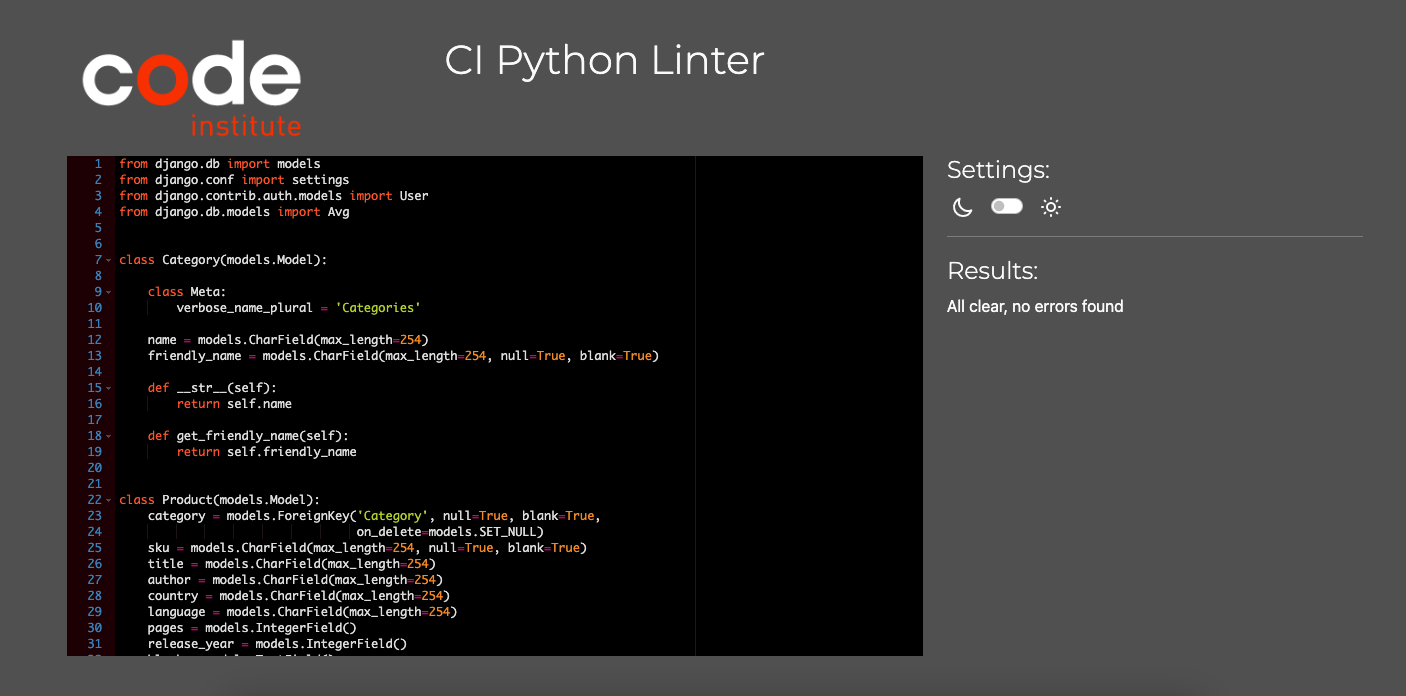 code
institute
CI Python Linter
1 from django.db import models
2 from django.conf import settings
3 from django.contrib.auth.models import User
4 from django.db.models import Avg
5
6
7 class Category(models.Model):
8
9     class Meta:
10         verbose_name_plural = 'Categories'
11
12     name = models.CharField(max_length=254)
13     friendly_name = models.CharField(max_length=254, null=True, blank=True)
14
15     def __str__(self):
16         return self.name
17
18     def get_friendly_name(self):
19         return self.friendly_name
20
21
22 class Product(models.Model):
23     category = models.ForeignKey('Category', null=True, blank=True,
24                                  on_delete=models.SET_NULL)
25     sku = models.CharField(max_length=254, null=True, blank=True)
26     title = models.CharField(max_length=254)
27     author = models.CharField(max_length=254)
28     country = models.CharField(max_length=254)
29     language = models.CharField(max_length=254)
30     pages = models.IntegerField()
31     release_year = models.IntegerField()
Settings:
Results:
All clear, no errors found